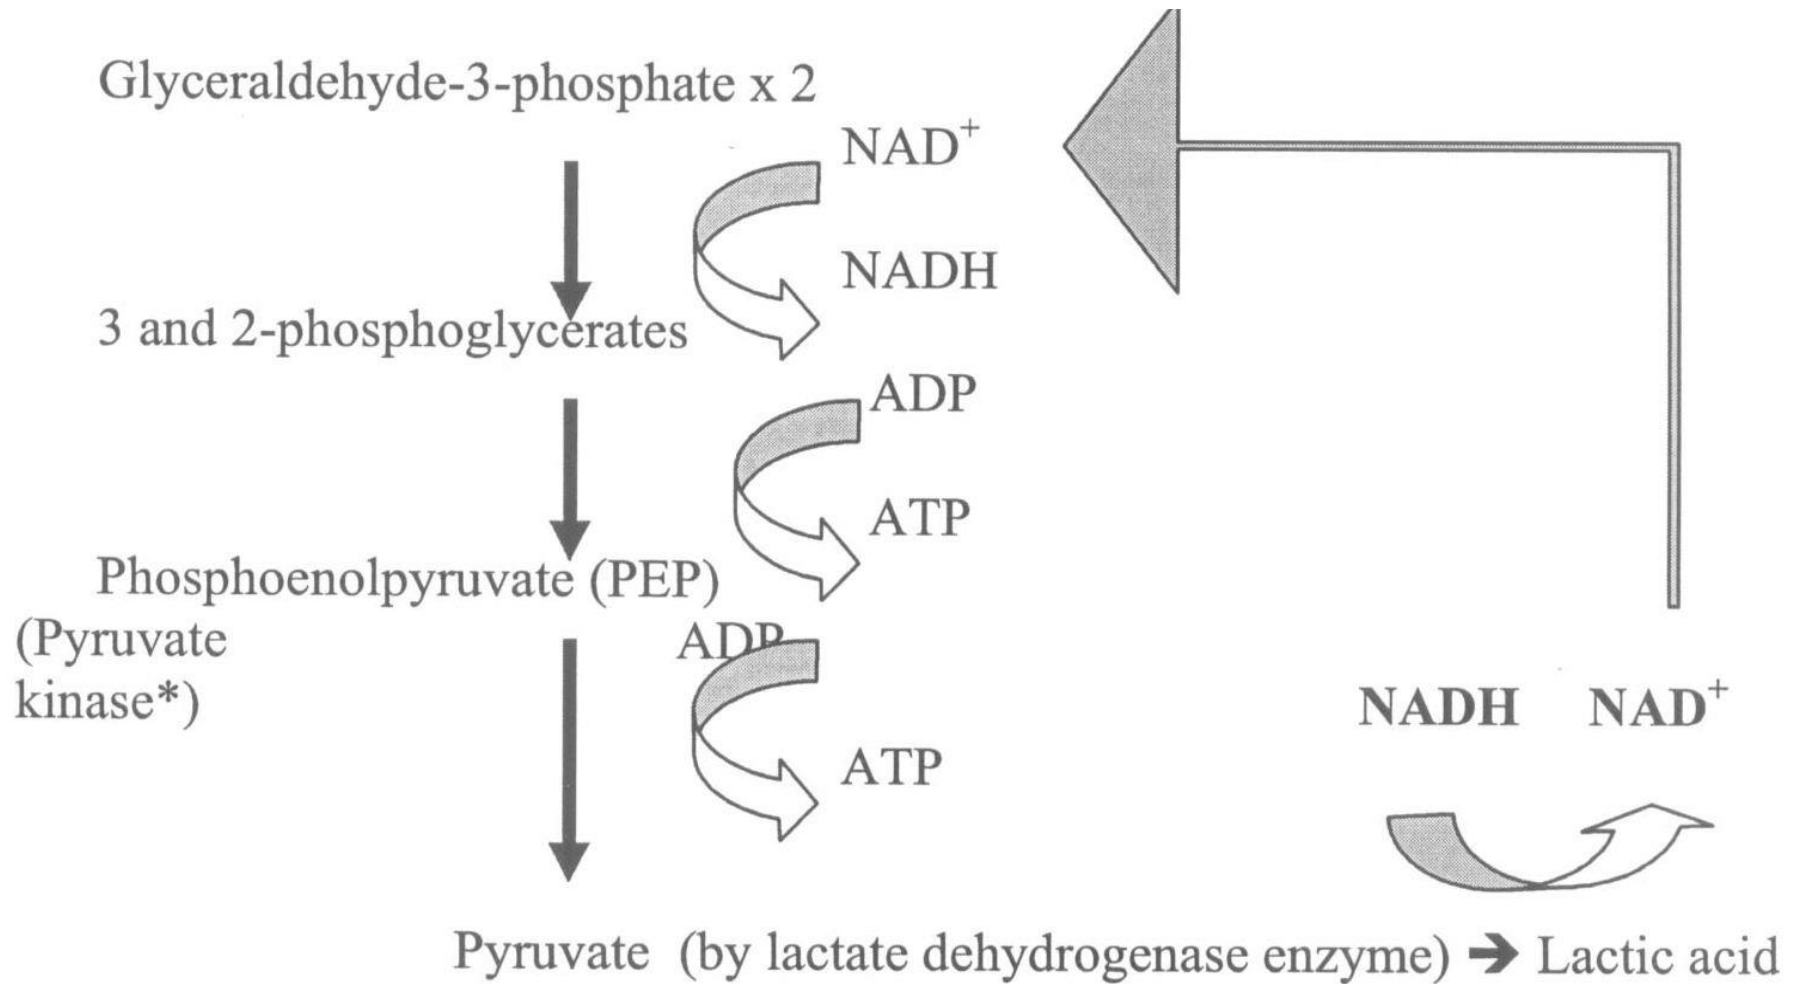 Glyceraldehyde-3-phosphate x 2
NAD+
NADH
3 and 2-phosphoglycerates
ADP
ATP
Phosphoenolpyruvate (PEP)
(Pyruvate
kinase*)
ADP
ATP
NADH NAD+
Pyruvate (by lactate dehydrogenase enzyme) ➔ Lactic acid